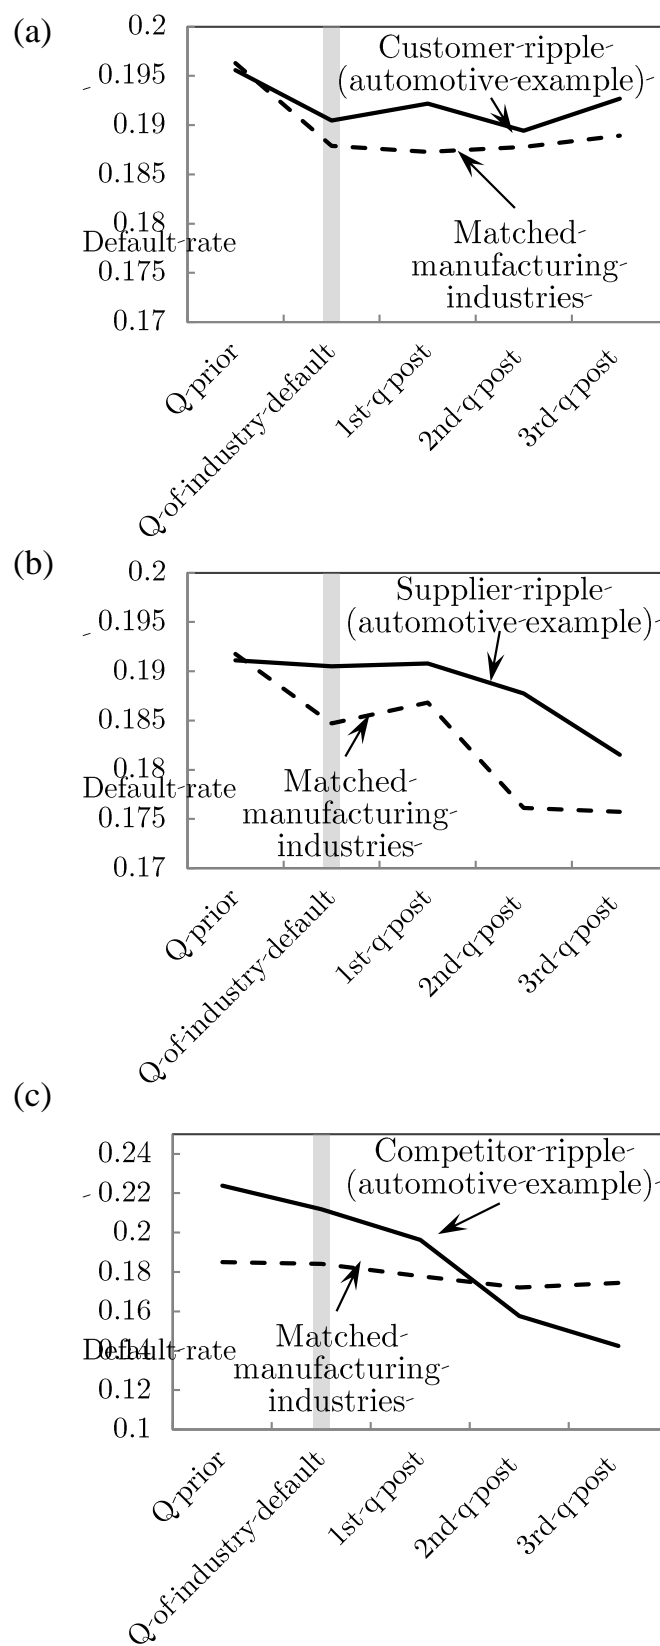 (a)
0.2
0.195
0.19
0.185
0.18
0.175
0.17
Default rate
Customer ripple
(automotive example)
Matched
manufacturing
industries
Q prior
Q of industry default
1st q post
2nd q post
3rd q post
(b)
0.2
0.195
0.19
0.185
0.18
0.175
0.17
Default rate
Supplier ripple
(automotive example)
Matched
manufacturing
industries
Q prior
Q of industry default
1st q post
2nd q post
3rd q post
(c)
0.24
0.22
0.2
0.18
0.16
0.14
0.12
0.1
Default rate
Competitor ripple
(automotive example)
Matched
manufacturing
industries
Q prior
Q of industry default
1st q post
2nd q post
3rd q post